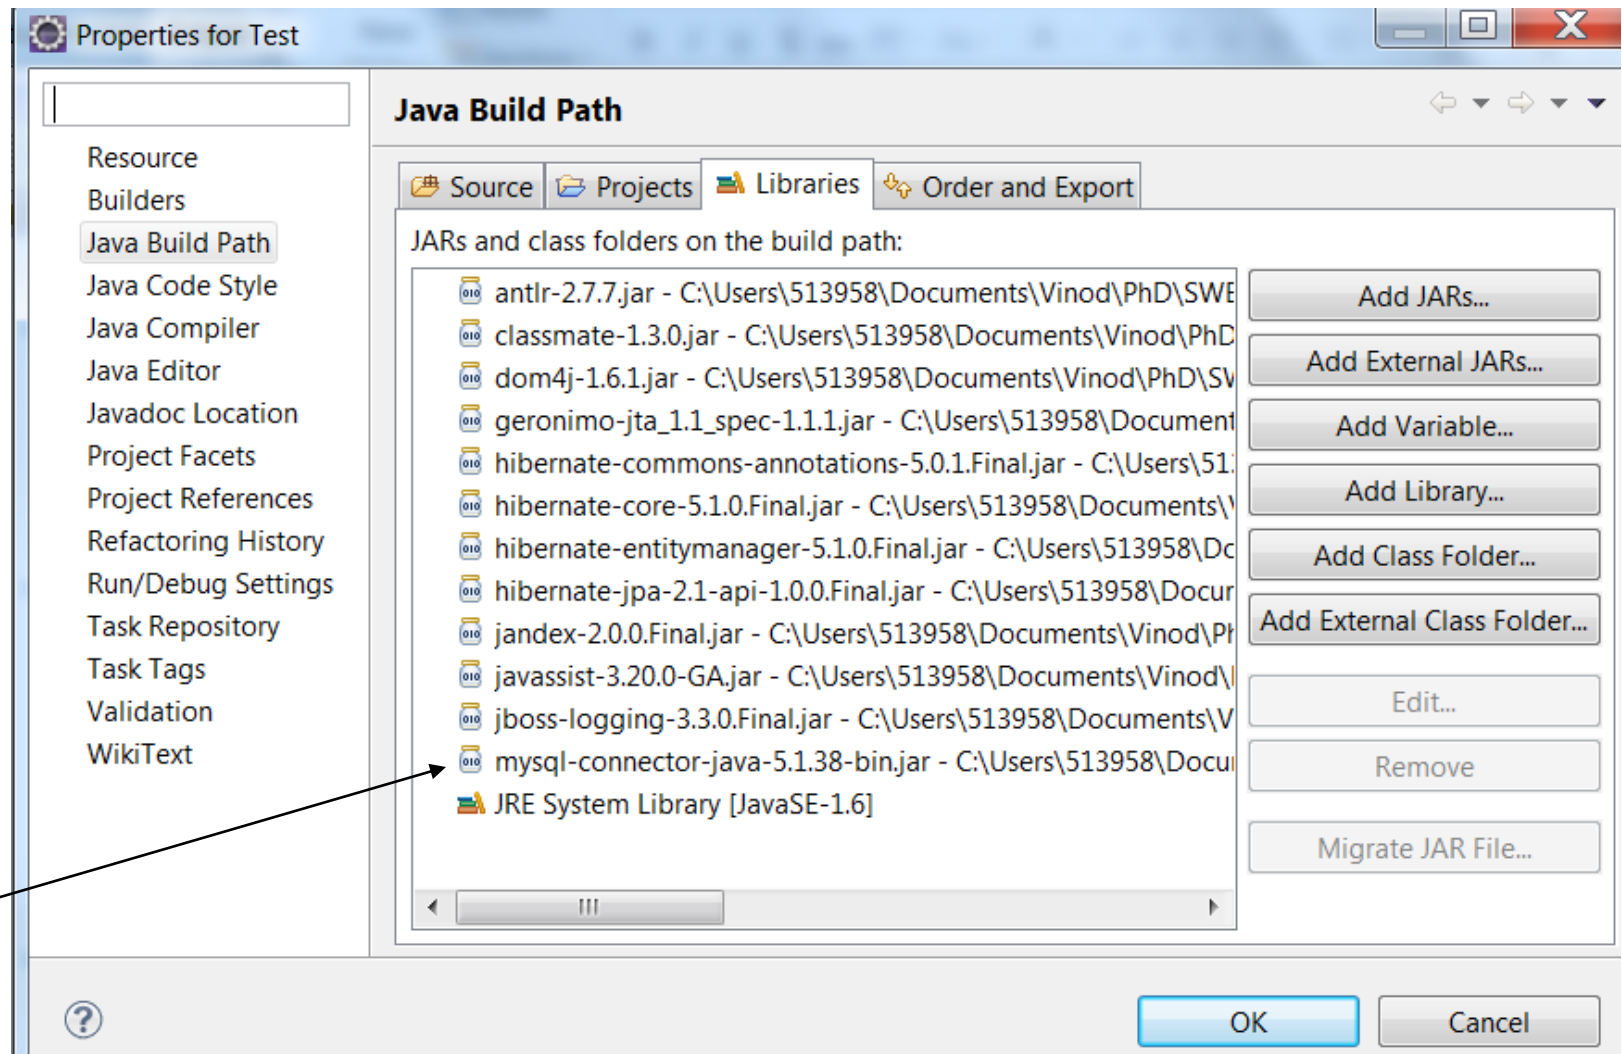 Properties for Test
Java Build Path
Resource
Builders
Java Build Path
Java Code Style
Java Compiler
Java Editor
Javadoc Location
Project Facets
Project References
Refactoring History
Run/Debug Settings
Task Repository
Task Tags
Validation
WikiText
Source Projects Libraries Order and Export
JARs and class folders on the build path:
antlr-2.7.7.jar - C:\Users\513958\Documents\Vinod\PhD\SWE
classmate-1.3.0.jar - C:\Users\513958\Documents\Vinod\PhD
dom4j-1.6.1.jar - C:\Users\513958\Documents\Vinod\PhD\SW
geronimo-jta_1.1_spec-1.1.1.jar - C:\Users\513958\Document
hibernate-commons-annotations-5.0.1.Final.jar - C:\Users\51
hibernate-core-5.1.0.Final.jar - C:\Users\513958\Documents\
hibernate-entitymanager-5.1.0.Final.jar - C:\Users\513958\Dc
hibernate-jpa-2.1-api-1.0.0.Final.jar - C:\Users\513958\Docur
jandex-2.0.0.Final.jar - C:\Users\513958\Documents\Vinod\Ph
javassist-3.20.0-GA.jar - C:\Users\513958\Documents\Vinod\
jboss-logging-3.3.0.Final.jar - C:\Users\513958\Documents\V
mysql-connector-java-5.1.38-bin.jar - C:\Users\513958\Docu
JRE System Library [JavaSE-1.6]
Add JARs...
Add External JARs...
Add Variable...
Add Library...
Add Class Folder...
Add External Class Folder...
Edit...
Remove
Migrate JAR File...
OK
Cancel